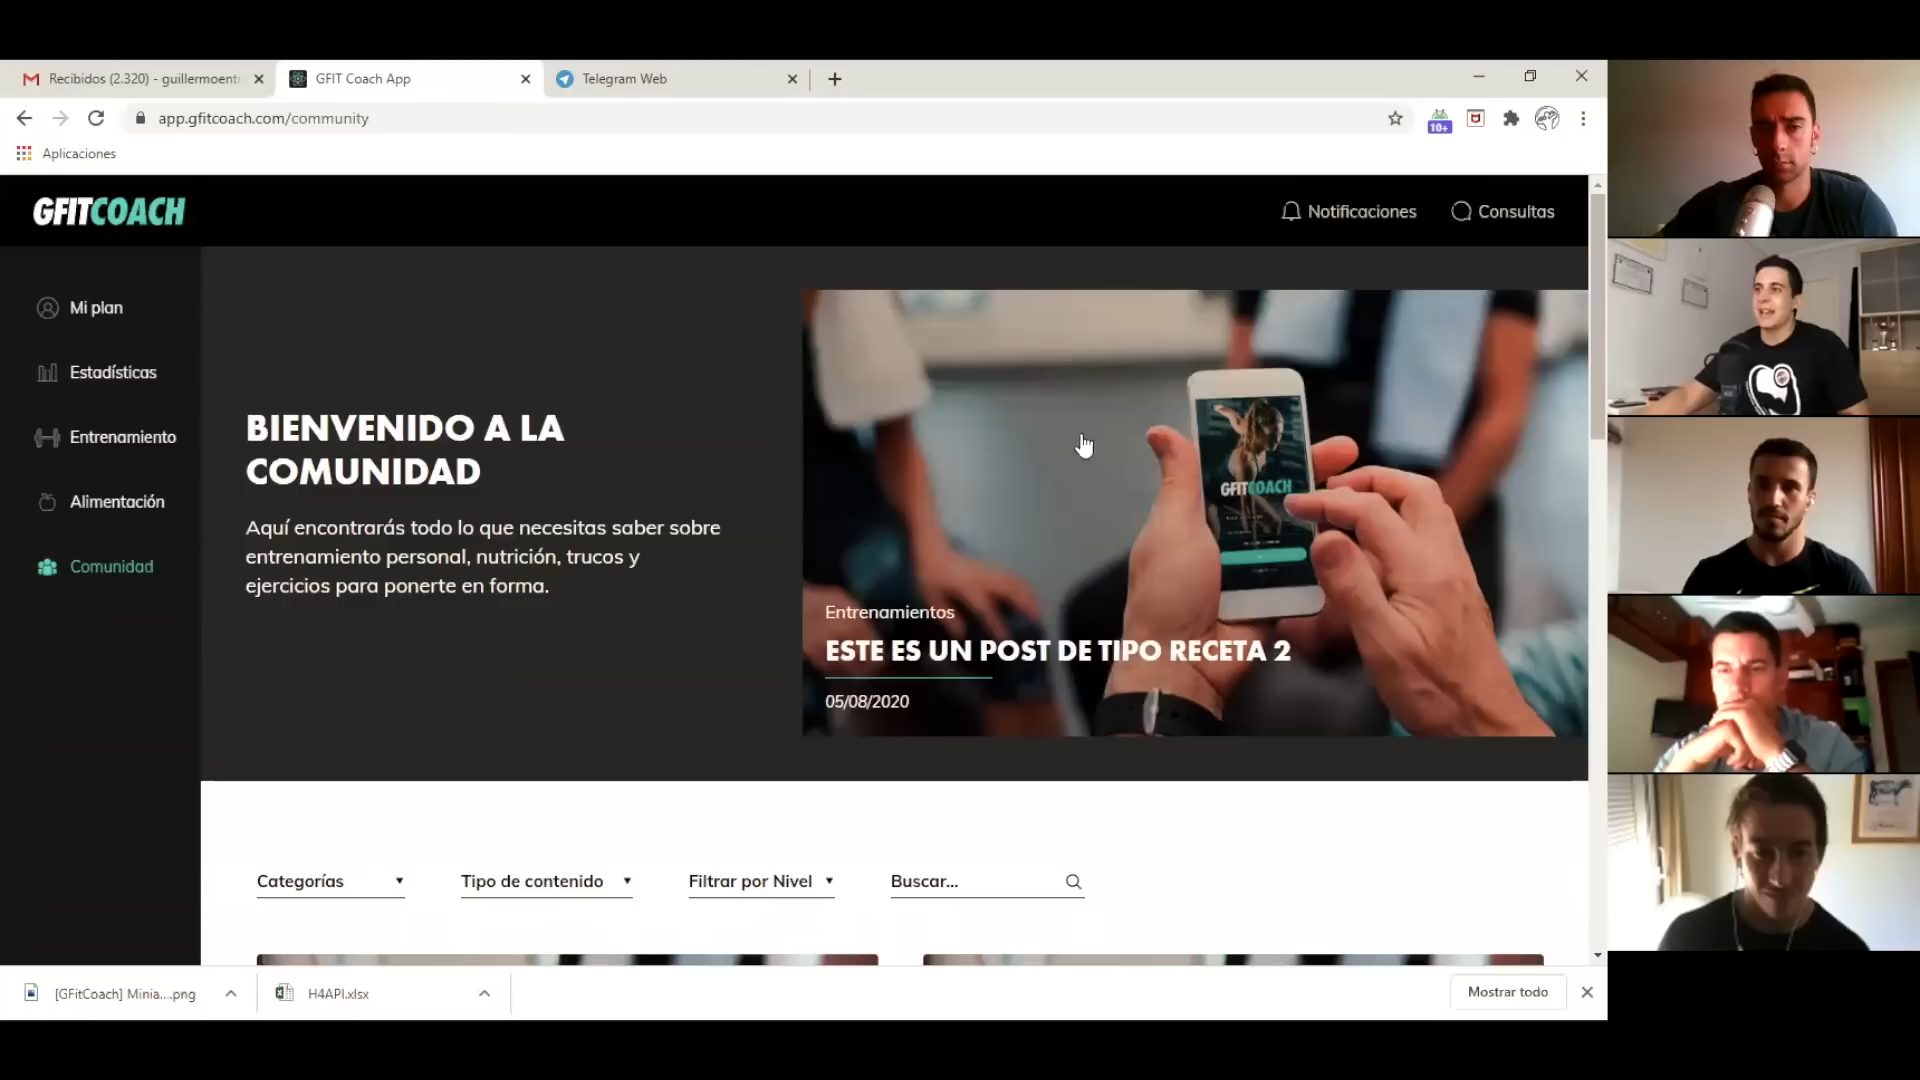 Recibidos (2.320) - guillermoent
GFIT Coach App
Telegram Web
app.gfitcoach.com/community
10+
Aplicaciones
GFITCOACH
Notificaciones
Consultas
Mi plan
Estadísticas
Entrenamiento
Alimentación
Comunidad
BIENVENIDO A LA
COMUNIDAD
Aquí encontrarás todo lo que necesitas saber sobre
entrenamiento personal, nutrición, trucos y
ejercicios para ponerte en forma.
GFITCOACH
Entrenamientos
ESTE ES UN POST DE TIPO RECETA 2
05/08/2020
Categorías
Tipo de contenido
Filtrar por Nivel
Buscar...
[GFitCoach] Minia....png
H4API.xlsx
Mostrar todo